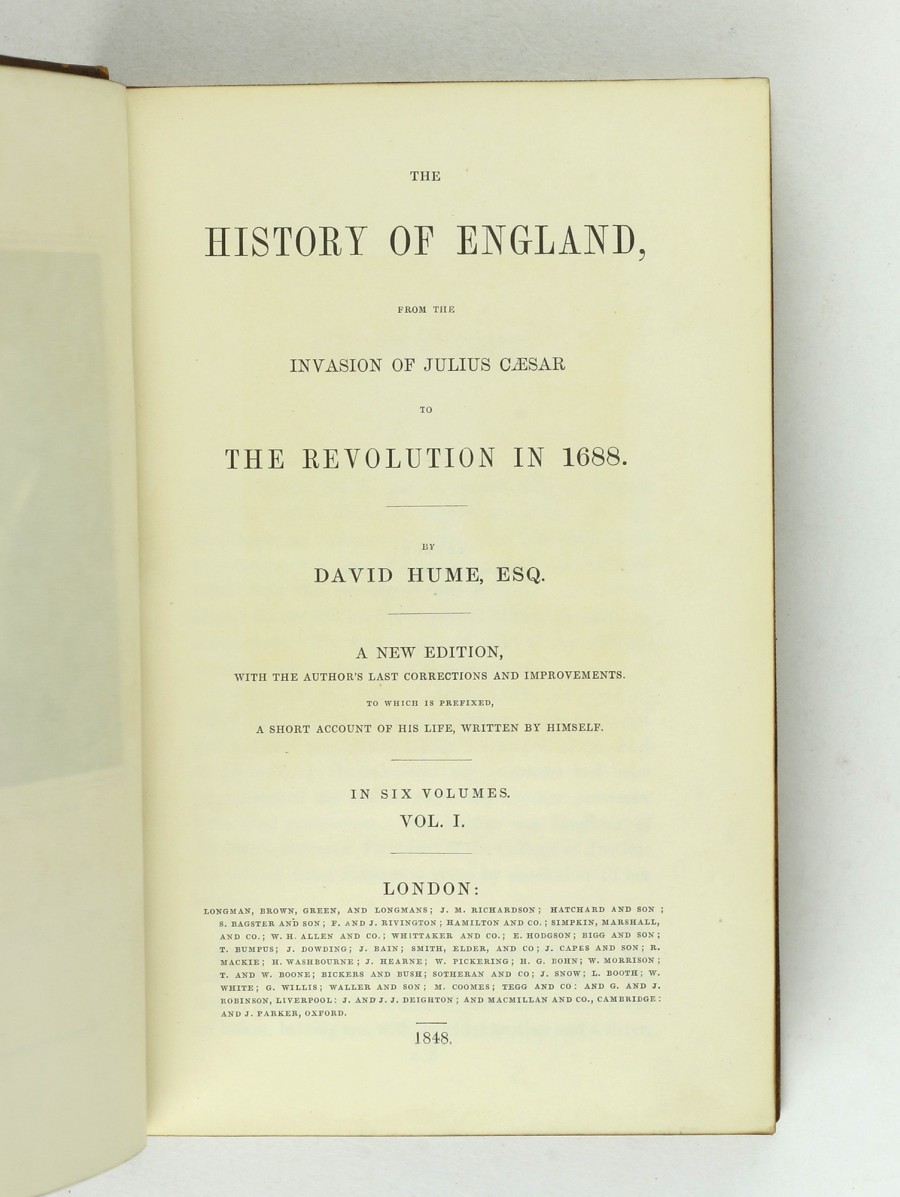 THE
HISTORY OF ENGLAND,
FROM THE
INVASION OF JULIUS CÆSAR
TO
THE REVOLUTION IN 1688.
BY
DAVID HUME, ESQ.
A NEW EDITION,
WITH THE AUTHOR'S LAST CORRECTIONS AND IMPROVEMENTS.
TO WHICH IS PREFIXED,
A SHORT ACCOUNT OF HIS LIFE, WRITTEN BY HIMSELF.
IN SIX VOLUMES.
VOL. I.
LONDON:
LONGMAN, BROWN, GREEN, AND LONGMANS; J. M. RICHARDSON; HATCHARD AND SON;
S. BAGSTER AND SON; F. AND J. RIVINGTON; HAMILTON AND CO.; SIMPKIN, MARSHALL,
AND CO.; W. H. ALLEN AND CO.; WHITTAKER AND CO.; E. HODGSON; BIGG AND SON;
T. BUMPUS; J. DOWDING; J. BAIN; SMITH, ELDER, AND CO; J. CAPES AND SON; R.
MACKIE; H. WASHBOURNE; J. HEARNE; W. PICKERING; H. G. BOHN; W. MORRISON;
T. AND W. BOONE; BICKERS AND BUSH; SOTHERAN AND CO; J. SNOW; L. BOOTH; W.
WHITE; G. WILLIS; WALLER AND SON; M. COOMES; TEGG AND CO: AND G. AND J.
ROBINSON, LIVERPOOL: J. AND J. J. DEIGHTON; AND MACMILLAN AND CO., CAMBRIDGE:
AND J. PARKER, OXFORD.
1848.